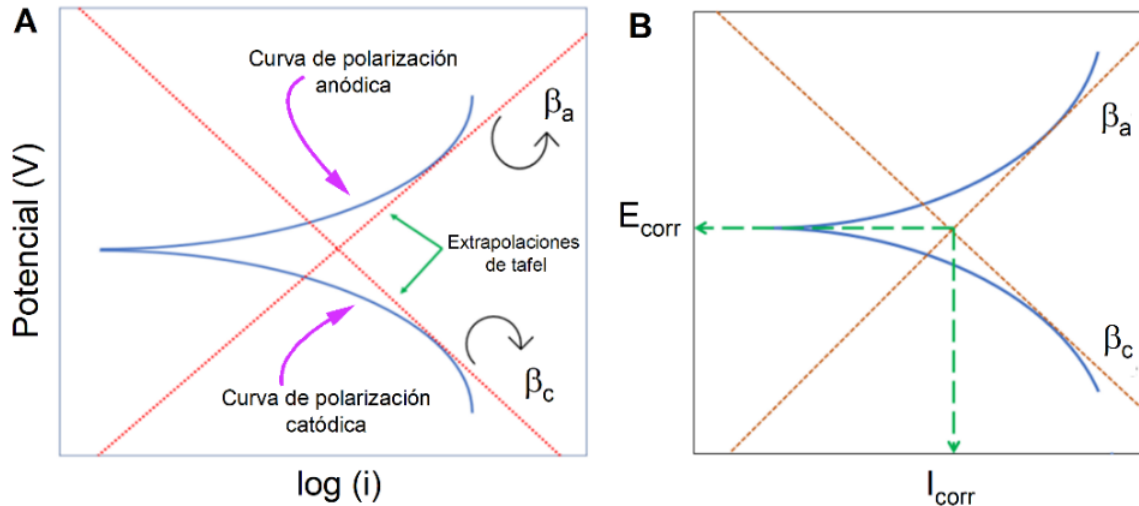 A
Curva de polarización
anódica
βa
Potencial (V)
Extrapolaciones
de tafel
βc
Curva de polarización
catódica
log (i)
B
βa
Ecorr
βc
Icorr